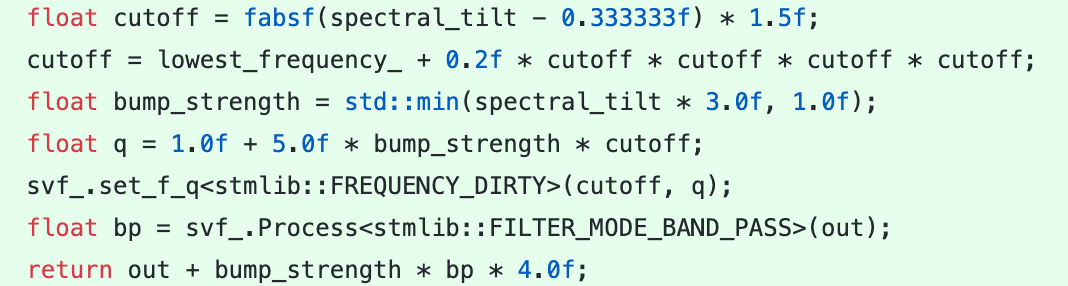 float cutoff = fabsf(spectral_tilt - 0.333333f) * 1.5f;
cutoff = lowest_frequency_ + 0.2f * cutoff * cutoff * cutoff * cutoff;
float bump_strength = std::min(spectral_tilt * 3.0f, 1.0f);
float q = 1.0f + 5.0f * bump_strength * cutoff;
svf_.set_f_q<stmlib::FREQUENCY_DIRTY>(cutoff, q);
float bp = svf_.Process<stmlib::FILTER_MODE_BAND_PASS>(out);
return out + bump_strength * bp * 4.0f;